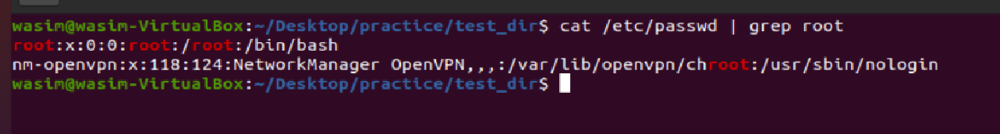 wasim@wasim-VirtualBox:~/Desktop/practice/test_dir$ cat /etc/passwd | grep root
root:x:0:0:root:/root:/bin/bash
nm-openvpn:x:118:124:NetworkManager OpenVPN,,,:/var/lib/openvpn/chroot:/usr/sbin/nologin
wasim@wasim-VirtualBox:~/Desktop/practice/test_dir$